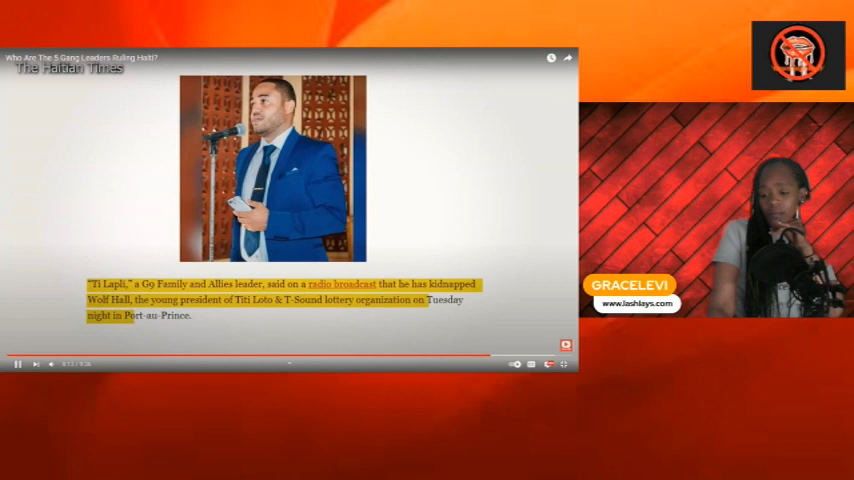 Who Are The 5 Gang Leaders Ruling Haiti?
The Haitian Times
"Ti Lapli," a G9 Family and Allies leader, said on a radio broadcast that he has kidnapped
Wolf Hall, the young president of Titi Loto & T-Sound lottery organization on Tuesday
night in Port-au-Prince.
GRACELEVI
www.lashlays.com